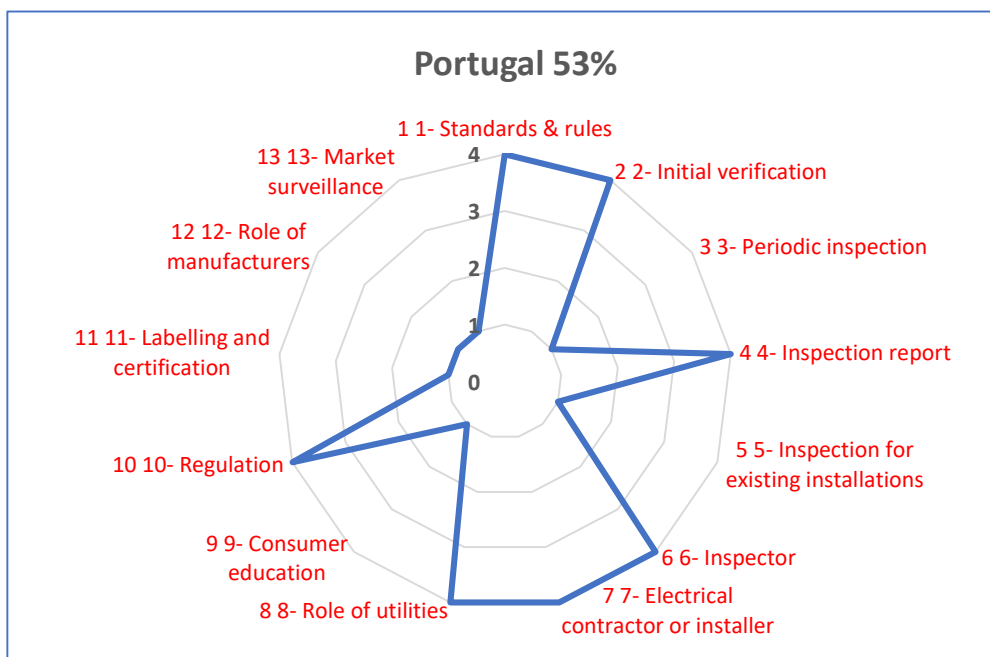 Portugal 53%
1 1- Standards & rules
2 2- Initial verification
3 3- Periodic inspection
4 4- Inspection report
5 5- Inspection for
existing installations
6 6- Inspector
7 7- Electrical
contractor or installer
8 8- Role of utilities
9 9- Consumer
education
10 10- Regulation
11 11- Labelling and
certification
12 12- Role of
manufacturers
13 13- Market
surveillance
4
3
2
1
0